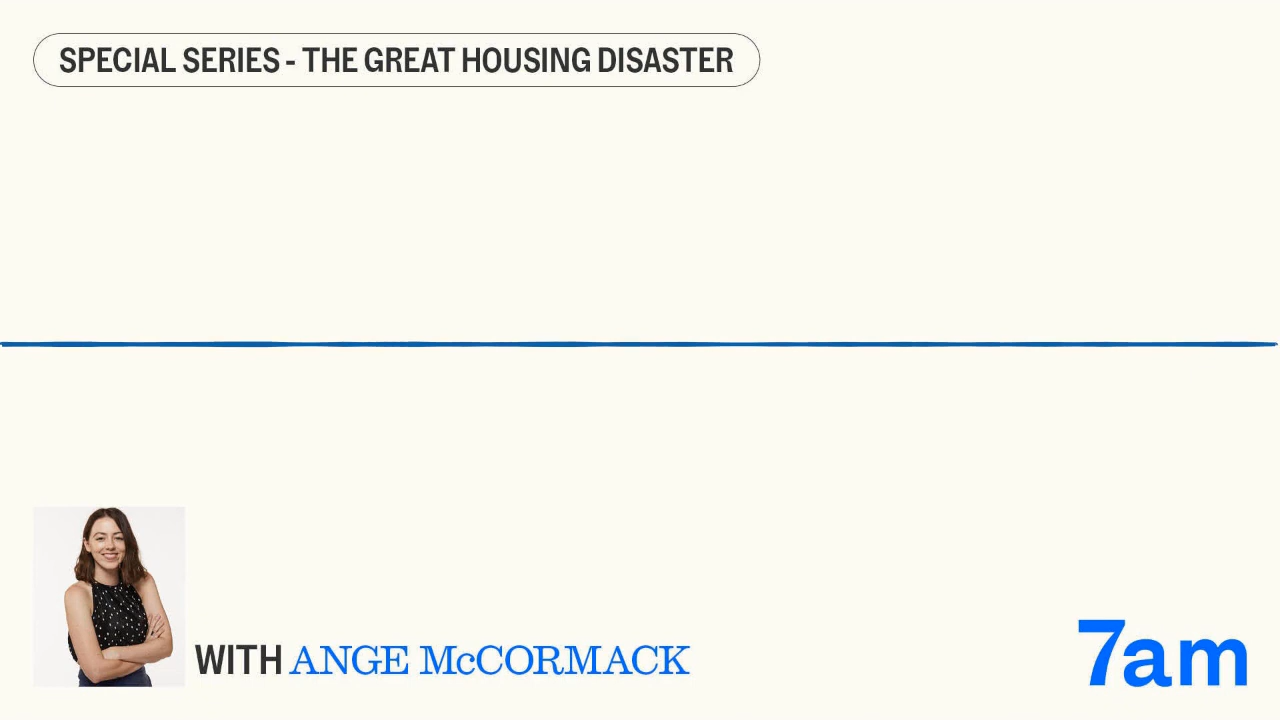 SPECIAL SERIES - THE GREAT HOUSING DISASTER
WITH ANGE McCORMACK
7am